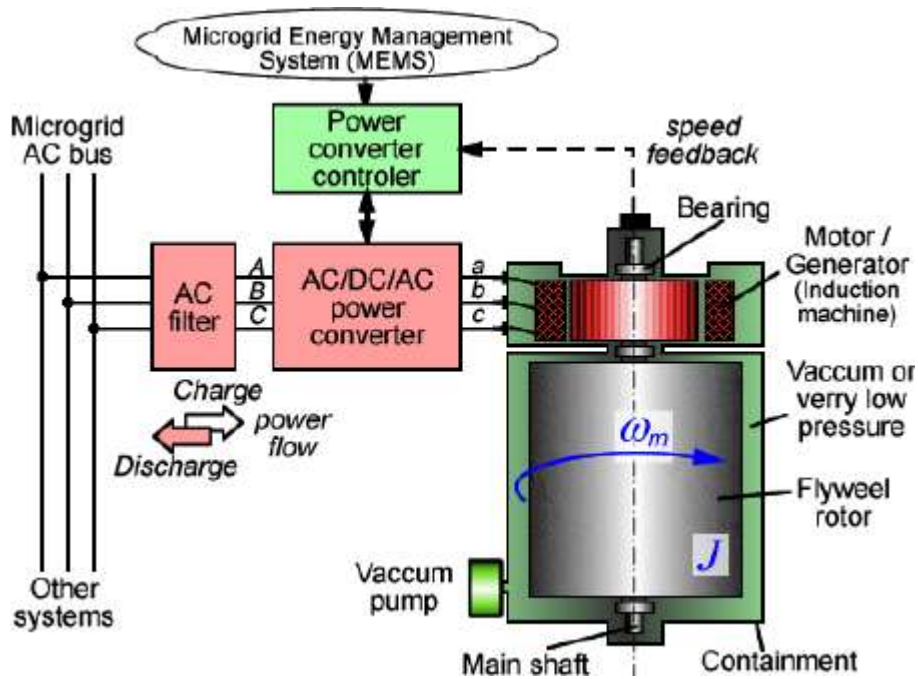 Microgrid Energy Management
System (MEMS)
Microgrid
AC bus
Power
converter
controler
speed
feedback
Bearing
Motor /
Generator
(Induction
machine)
AC
filter
A
B
C
AC/DC/AC
power
converter
a
b
c
Charge
power
flow
Discharge
Vaccum or
verry low
pressure
ωm
Flyweel
rotor
J
Vaccum
pump
Other
systems
Main shaft
Containment